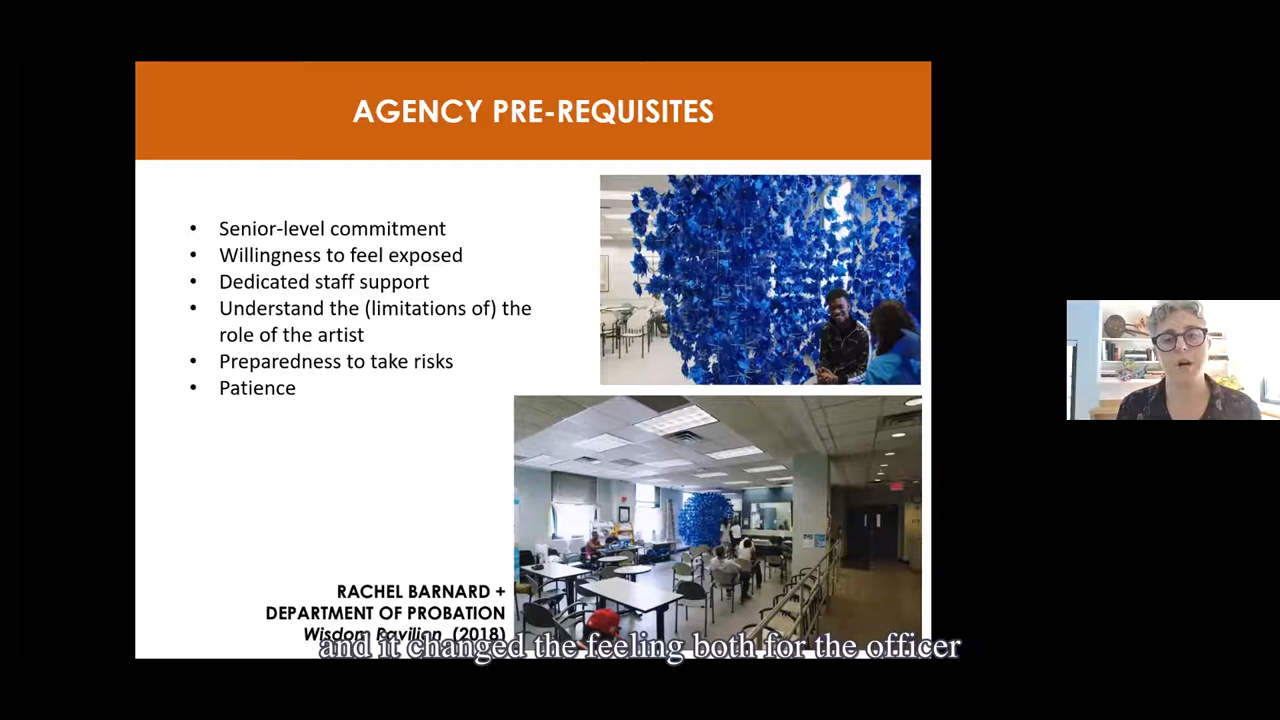 AGENCY PRE-REQUISITES
• Senior-level commitment
• Willingness to feel exposed
• Dedicated staff support
• Understand the (limitations of) the
role of the artist
• Preparedness to take risks
• Patience
RACHEL BARNARD +
DEPARTMENT OF PROBATION
Wisdom Pavilion (2018)
and it changed the feeling both for the officer